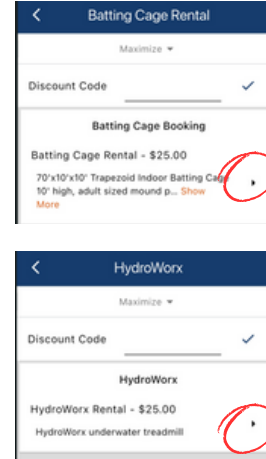 Batting Cage Rental
Maximize
Discount Code
Batting Cage Booking
Batting Cage Rental - $25.00
70'x10'x10' Trapezoid Indoor Batting Cage
10' high, adult sized mound p... Show
More
HydroWorx
Maximize
Discount Code
HydroWorx
HydroWorx Rental - $25.00
HydroWorx underwater treadmill